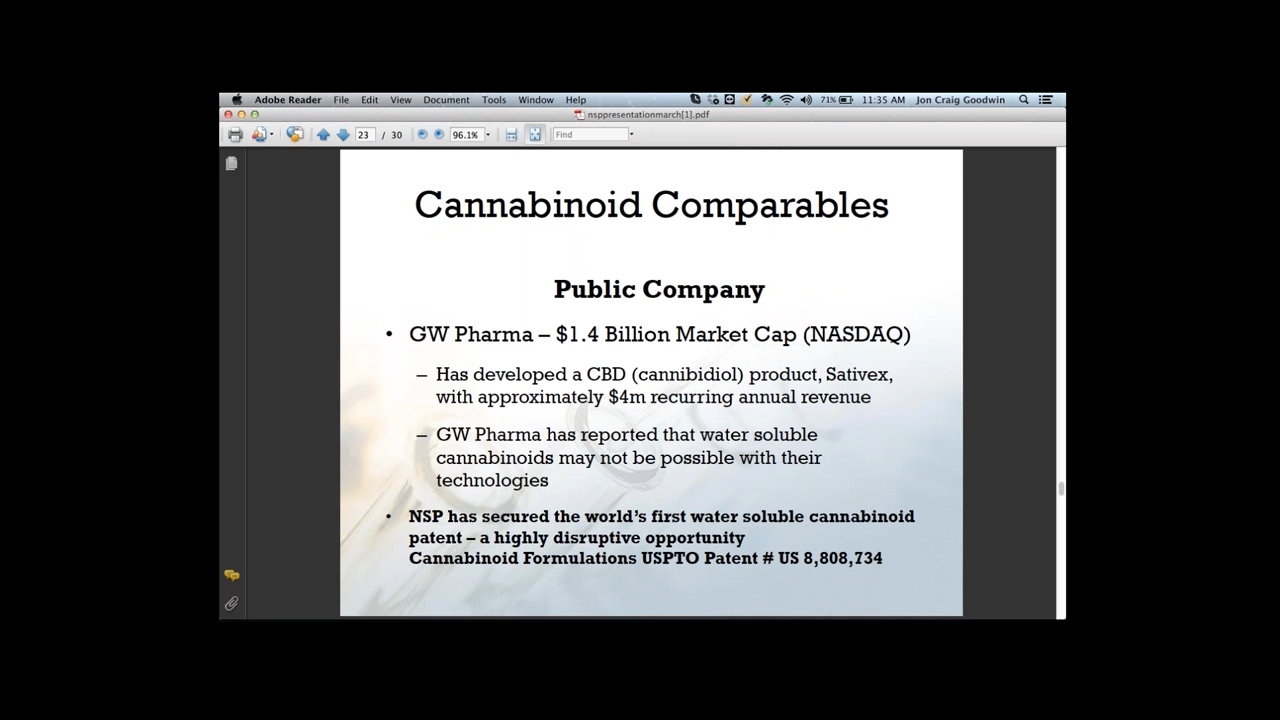 Adobe Reader File Edit View Document Tools Window Help 71% 11:35 AM Jon Craig Goodwin
nsppresentationmarch[1].pdf
23 / 30 96.1% Find
Cannabinoid Comparables
Public Company
• GW Pharma – $1.4 Billion Market Cap (NASDAQ)
– Has developed a CBD (cannibidiol) product, Sativex,
with approximately $4m recurring annual revenue
– GW Pharma has reported that water soluble
cannabinoids may not be possible with their
technologies
• NSP has secured the world's first water soluble cannabinoid
patent – a highly disruptive opportunity
Cannabinoid Formulations USPTO Patent # US 8,808,734